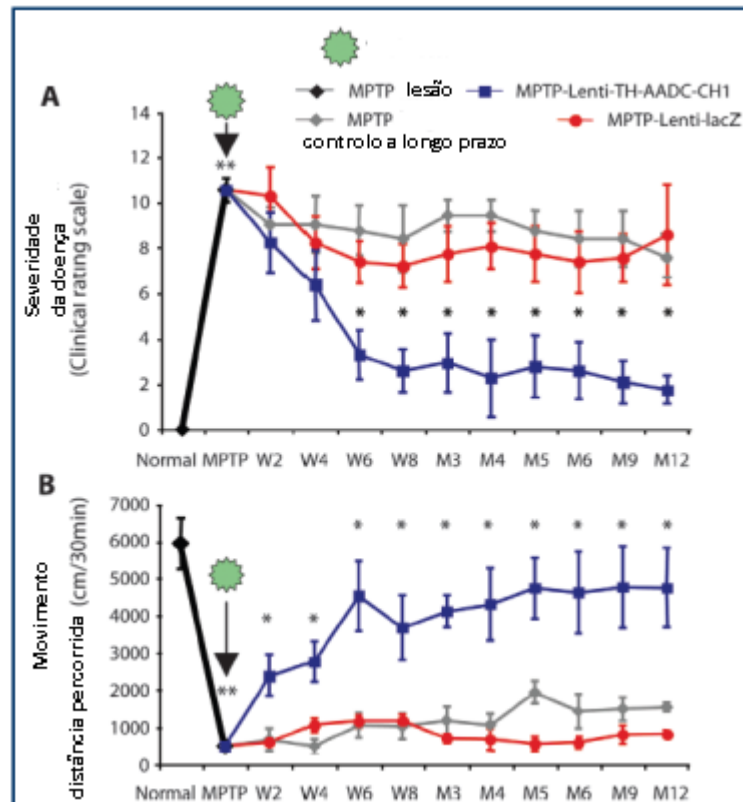 MPTP lesão
MPTP-Lenti-TH-AADC-CH1
MPTP
MPTP-Lenti-lacZ
controlo a longo prazo
A
14
12
10
8
6
4
2
0
**
* * * * * * * *
Severidade
da doença
(Clinical rating scale)
Normal MPTP W2 W4 W6 W8 M3 M4 M5 M6 M9 M12
B
7000
6000
5000
4000
3000
2000
1000
0
**
* * * * * * * * * *
Movimento
distância percorrida (cm/30min)
Normal MPTP W2 W4 W6 W8 M3 M4 M5 M6 M9 M12